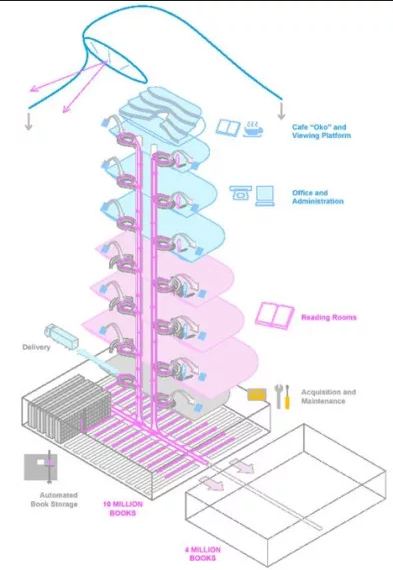 Cafe "Oko" and
Viewing Platform
Office and
Administration
Reading Rooms
Delivery
Acquisition and
Maintenance
Automated
Book Storage
10 MILLION
BOOKS
4 MILLION
BOOKS